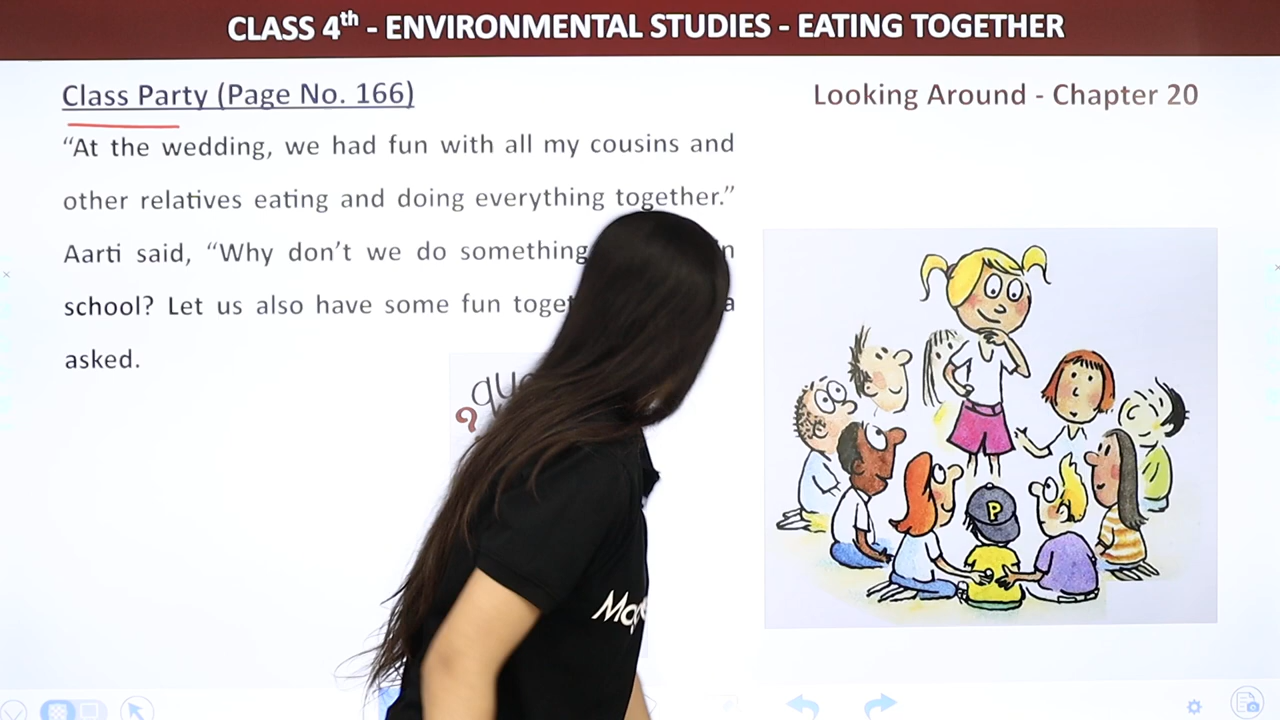 CLASS 4th - ENVIRONMENTAL STUDIES - EATING TOGETHER
Class Party (Page No. 166)
Looking Around - Chapter 20
“At the wedding, we had fun with all my cousins and
other relatives eating and doing everything together.”
Aarti said, “Why don’t we do something
school? Let us also have some fun
asked.
P